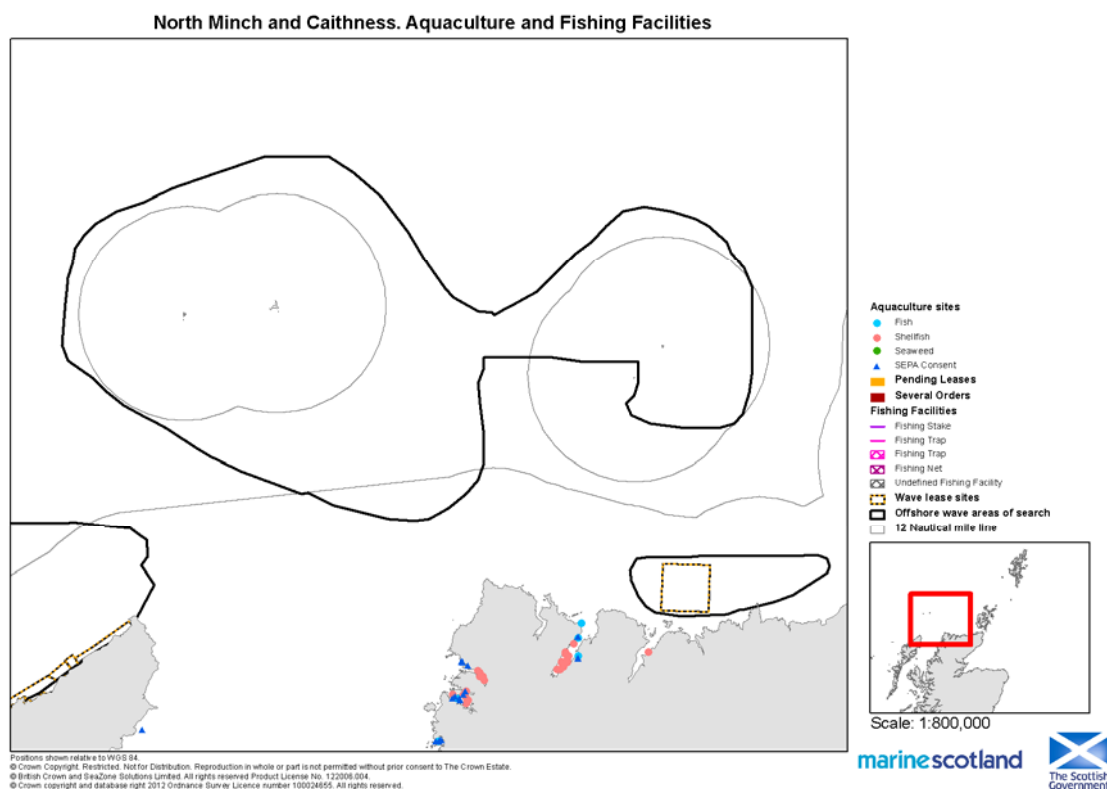 North Minch and Caithness. Aquaculture and Fishing Facilities
Aquaculture sites
Fish
Shellfish
Seaweed
SEPA Consent
Pending Leases
Several Orders
Fishing Facilities
Fishing Stake
Fishing Trap
Fishing Trap
Fishing Net
Undefined Fishing Facility
Wave lease sites
Offshore wave areas of search
12 Nautical mile line
Scale: 1:800,000
marinescotland
The Scottish
Government
Positions shown relative to WGS 84.
© Crown Copyright. Restricted. Not for Distribution. Reproduction in whole or part is not permitted without prior consent to The Crown Estate.
© British Crown and SeaZone Solutions Limited. All rights reserved Product License No. 122006.004.
© Crown copyright and database right 2012 Ordnance Survey Licence number 100024655. All rights reserved.